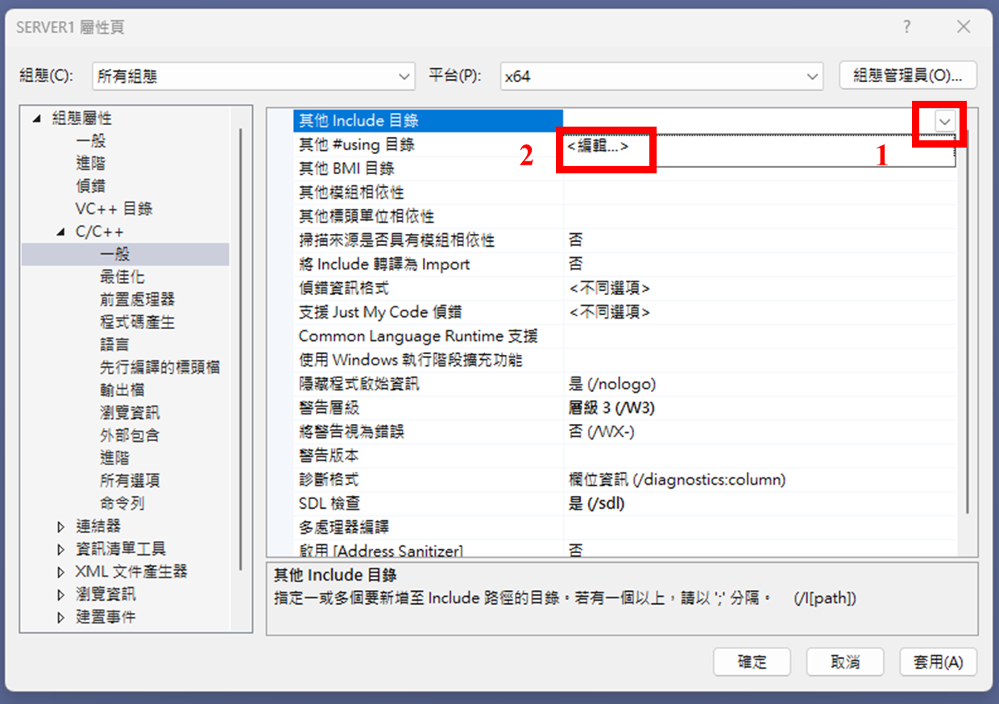 SERVER1 屬性頁
?
組態(C):
所有組態
平台(P):
x64
組態管理員(O)...
組態屬性
一般
進階
偵錯
VC++ 目錄
C/C++
一般
最佳化
前置處理器
程式碼產生
語言
先行編譯的標頭檔
輸出檔
瀏覽資訊
外部包含
進階
所有選項
命令列
連結器
資訊清單工具
XML 文件產生器
瀏覽資訊
建置事件
其他 Include 目錄
1
其他 #using 目錄
2
<編輯...>
其他 BMI 目錄
其他模組相依性
其他標頭單位相依性
掃描來源是否具有模組相依性 否
將 Include 轉譯為 Import 否
偵錯資訊格式 <不同選項>
支援 Just My Code 偵錯 <不同選項>
Common Language Runtime 支援
使用 Windows 執行階段擴充功能
隱藏程式啟始資訊 是 (/nologo)
警告層級 層級 3 (/W3)
將警告視為錯誤 否 (/WX-)
警告版本
診斷格式 欄位資訊 (/diagnostics:column)
SDL 檢查 是 (/sdl)
多處理器編譯
啟用 [Address Sanitizer] 否
其他 Include 目錄
指定一或多個要新增至 Include 路徑的目錄。若有一個以上，請以 ';' 分隔。 (/I[path])
確定
取消
套用(A)